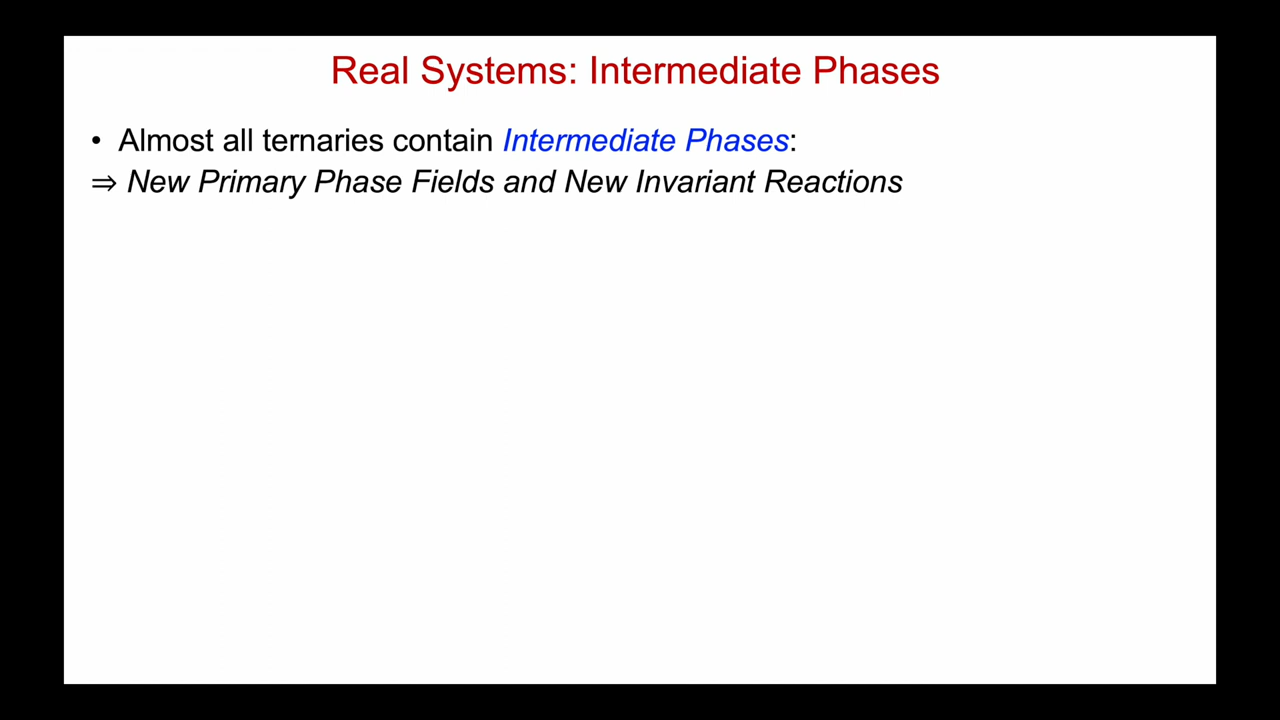 Real Systems: Intermediate Phases
• Almost all ternaries contain Intermediate Phases:
⇒ New Primary Phase Fields and New Invariant Reactions